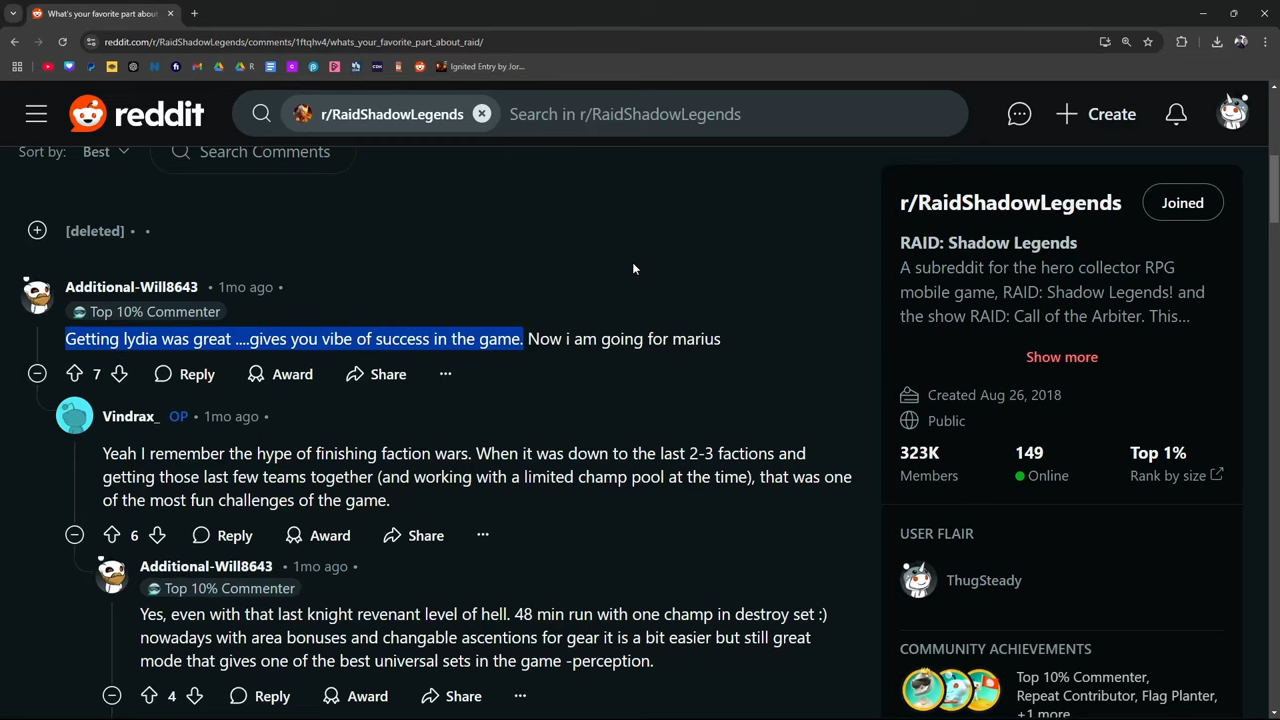 What's your favorite part about
reddit.com/r/RaidShadowLegends/comments/1ftqhv4/whats_your_favorite_part_about_raid/
Ignited Entry by Jor...
reddit
r/RaidShadowLegends
Search in r/RaidShadowLegends
Create
Sort by: Best
Search Comments
[deleted] • •
Additional-Will8643 • 1mo ago •
Top 10% Commenter
Getting lydia was great ....gives you vibe of success in the game. Now i am going for marius
7 Reply Award Share ...
Vindrax_ OP • 1mo ago •
Yeah I remember the hype of finishing faction wars. When it was down to the last 2-3 factions and
getting those last few teams together (and working with a limited champ pool at the time), that was one
of the most fun challenges of the game.
6 Reply Award Share ...
Additional-Will8643 • 1mo ago •
Top 10% Commenter
Yes, even with that last knight revenant level of hell. 48 min run with one champ in destroy set :)
nowadays with area bonuses and changable ascentions for gear it is a bit easier but still great
mode that gives one of the best universal sets in the game -perception.
4 Reply Award Share ...
r/RaidShadowLegends
Joined
RAID: Shadow Legends
A subreddit for the hero collector RPG
mobile game, RAID: Shadow Legends! and
the show RAID: Call of the Arbiter. This...
Show more
Created Aug 26, 2018
Public
323K 149 Top 1%
Members Online Rank by size
USER FLAIR
ThugSteady
COMMUNITY ACHIEVEMENTS
Top 10% Commenter,
Repeat Contributor, Flag Planter,
+1 more